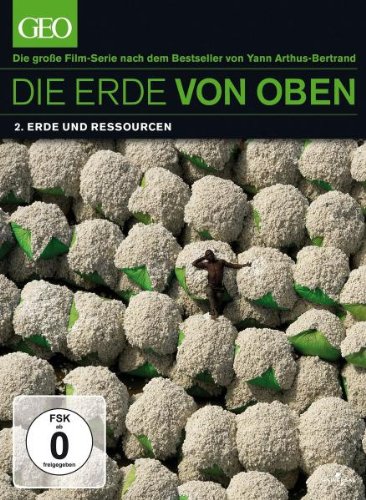 GEO
Die große Film-Serie nach dem Bestseller von Yann Arthus-Bertrand
DIE ERDE VON OBEN
2. ERDE UND RESSOURCEN
FSK
ab
0
freigegeben